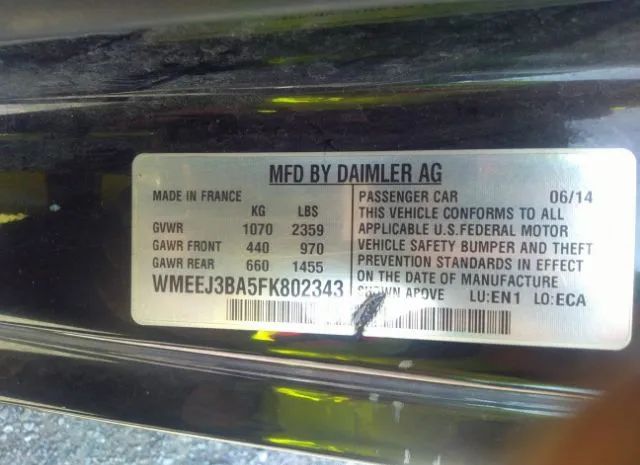 MFD BY DAIMLER AG
MADE IN FRANCE
KG LBS
GVWR 1070 2359
GAWR FRONT 440 970
GAWR REAR 660 1455
WMEEJ3BA5FK802343
PASSENGER CAR 06/14
THIS VEHICLE CONFORMS TO ALL
APPLICABLE U.S.FEDERAL MOTOR
VEHICLE SAFETY BUMPER AND THEFT
PREVENTION STANDARDS IN EFFECT
ON THE DATE OF MANUFACTURE
SHOWN ABOVE LU:EN1 LO:ECA